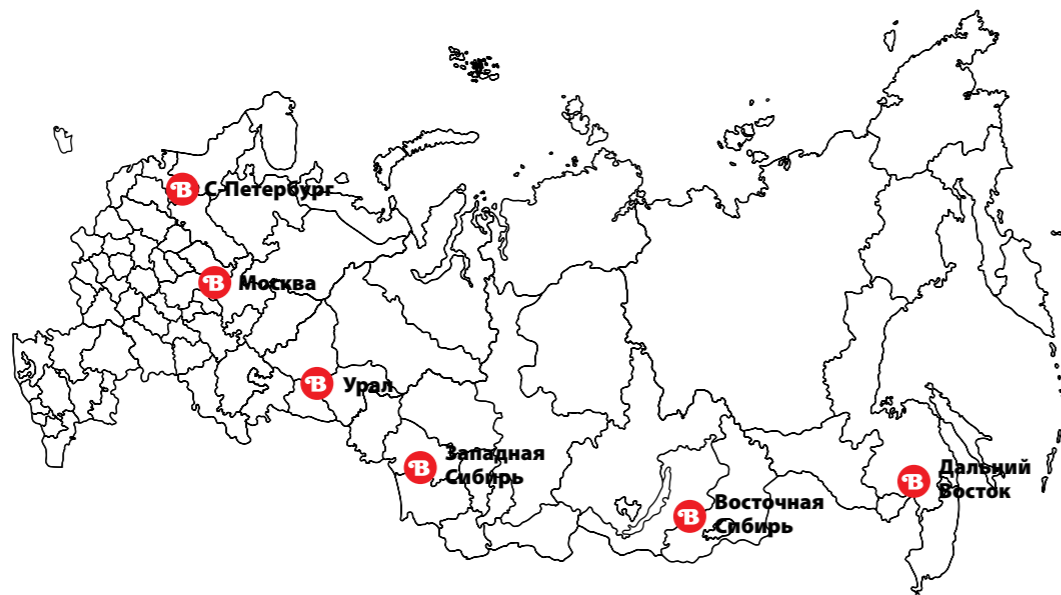 В С-Петербург
В Москва
В Урал
В Западная
Сибирь
В Восточная
Сибирь
В Дальний
Восток